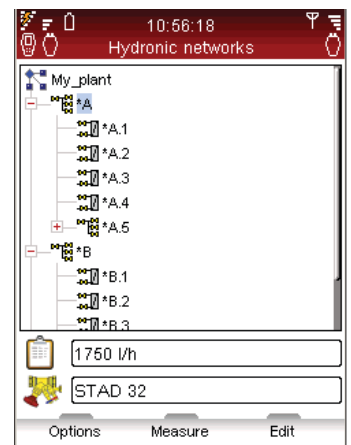 10:56:18
Hydronic networks
My_plant
*A
*A.1
*A.2
*A.3
*A.4
*A.5
*B
*B.1
*B.2
*B.3
1750 l/h
STAD 32
Options Measure Edit